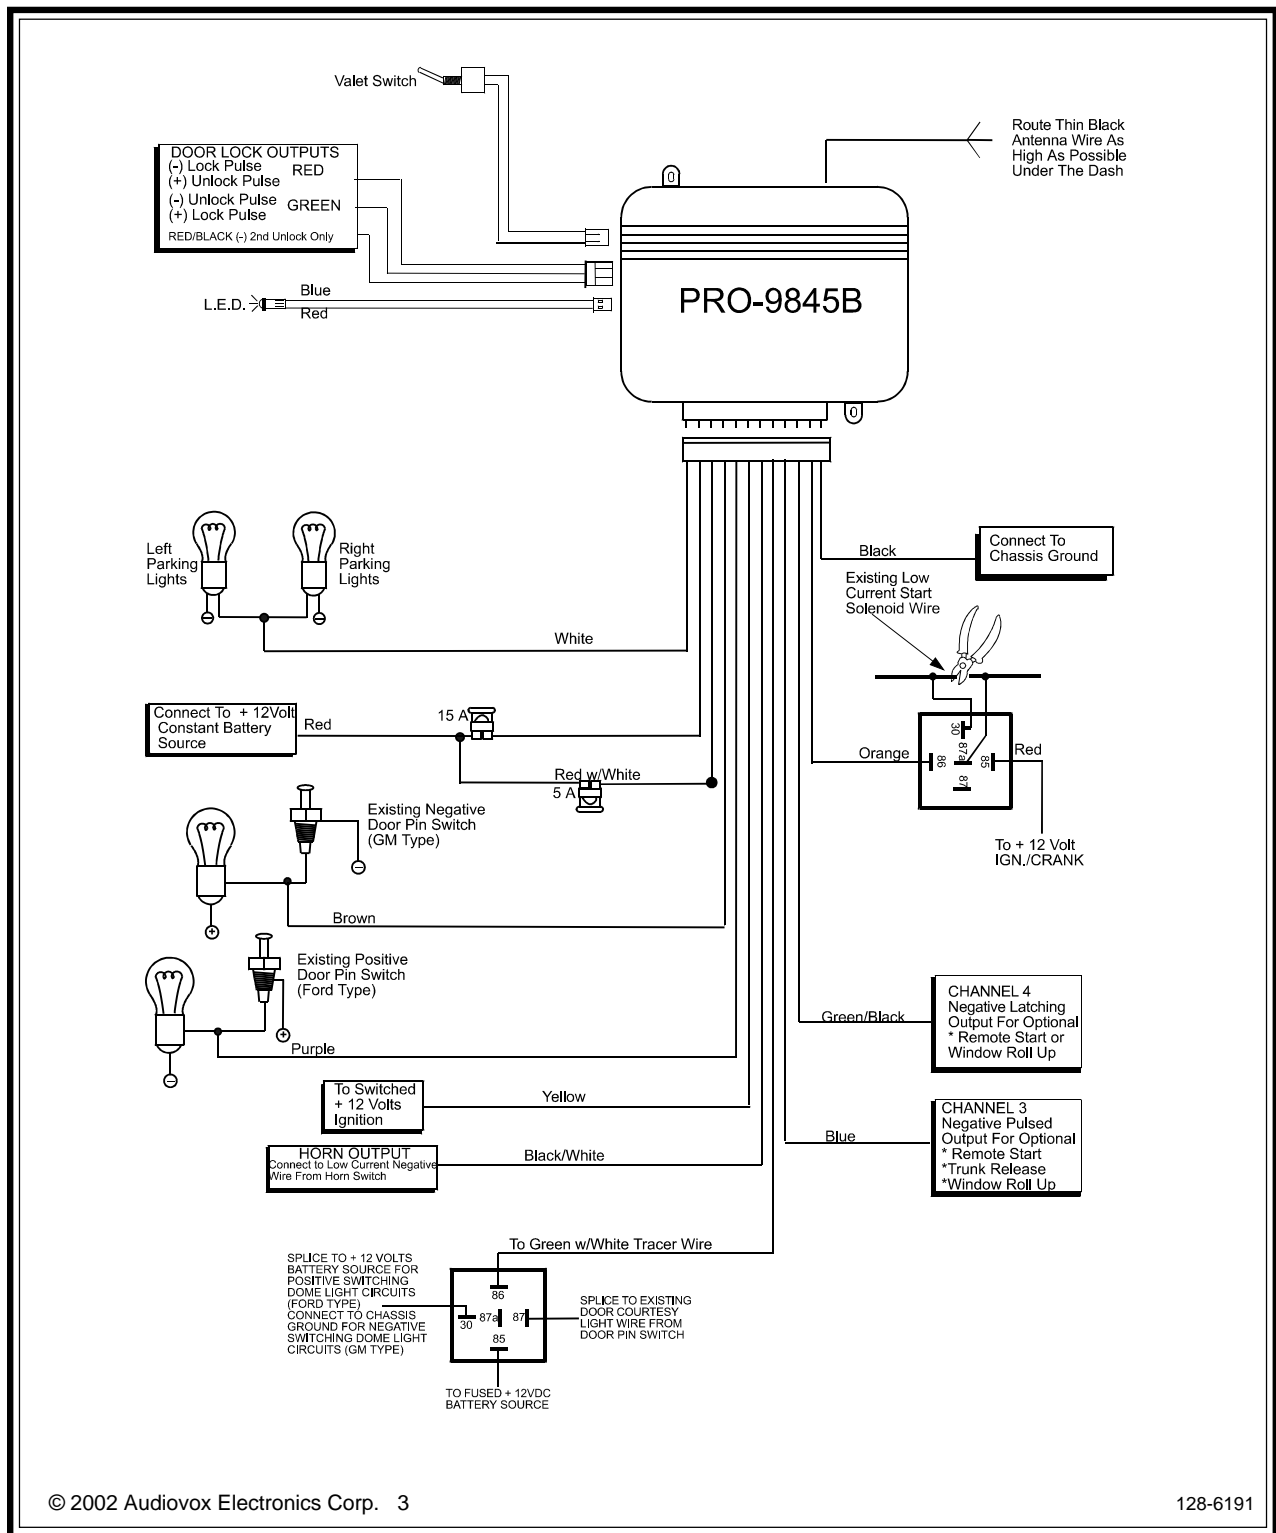 Valet Switch
Route Thin Black
Antenna Wire As
High As Possible
Under The Dash
DOOR LOCK OUTPUTS
(-) Lock Pulse
RED
(+) Unlock Pulse
(-) Unlock Pulse
GREEN
(+) Lock Pulse
RED/BLACK (-) 2nd Unlock Only
L.E.D.
Blue
Red
PRO-9845B
Left
Parking
Lights
Right
Parking
Lights
White
Black
Connect To
Chassis Ground
Existing Low
Current Start
Solenoid Wire
Connect To + 12Volt
Constant Battery
Source
Red
15 A
Red w/White
5 A
Orange
30
87a
86
85
87
Red
To + 12 Volt
IGN./CRANK
Existing Negative
Door Pin Switch
(GM Type)
Brown
Existing Positive
Door Pin Switch
(Ford Type)
Purple
Green/Black
CHANNEL 4
Negative Latching
Output For Optional
* Remote Start or
Window Roll Up
To Switched
+ 12 Volts
Ignition
Yellow
Blue
CHANNEL 3
Negative Pulsed
Output For Optional
* Remote Start
*Trunk Release
*Window Roll Up
HORN OUTPUT
Connect to Low Current Negative
Wire From Horn Switch
Black/White
To Green w/White Tracer Wire
SPLICE TO + 12 VOLTS
BATTERY SOURCE FOR
POSITIVE SWITCHING
DOME LIGHT CIRCUITS
(FORD TYPE)
CONNECT TO CHASSIS
GROUND FOR NEGATIVE
SWITCHING DOME LIGHT
CIRCUITS (GM TYPE)
86
30
87a
87
85
SPLICE TO EXISTING
DOOR COURTESY
LIGHT WIRE FROM
DOOR PIN SWITCH
TO FUSED + 12VDC
BATTERY SOURCE
© 2002 Audiovox Electronics Corp. 3
128-6191